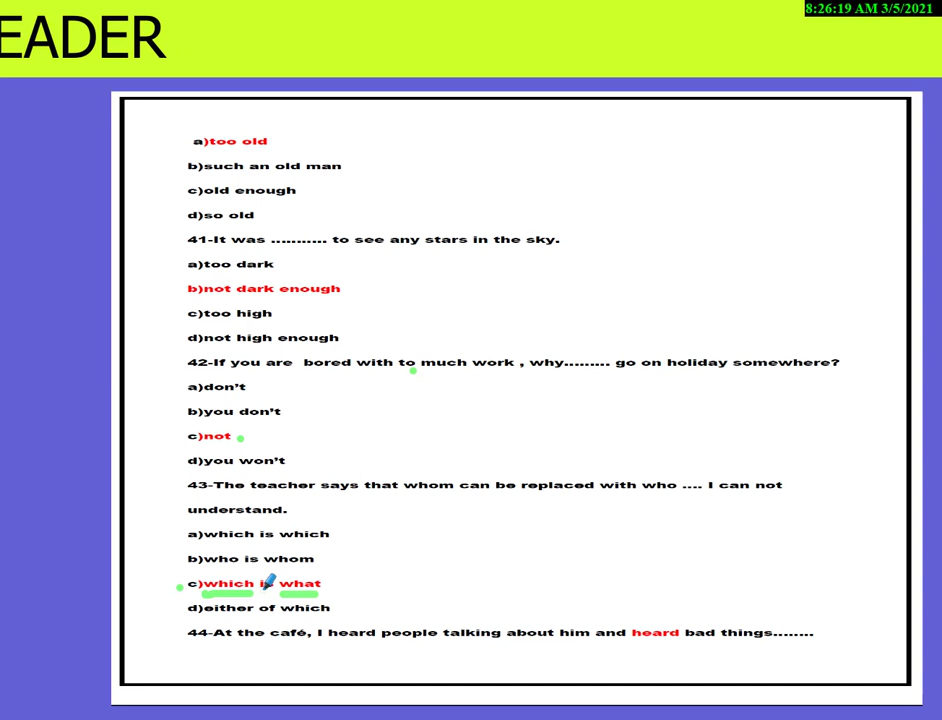 8:26:19 AM 3/5/2021
EADER
a)too old
b)such an old man
c)old enough
d)so old
41-It was ........... to see any stars in the sky.
a)too dark
b)not dark enough
c)too high
d)not high enough
42-If you are bored with to much work , why......... go on holiday somewhere?
a)don't
b)you don't
c)not
d)you won't
43-The teacher says that whom can be replaced with who .... I can not
understand.
a)which is which
b)who is whom
c)which is what
d)either of which
44-At the café, I heard people talking about him and heard bad things........